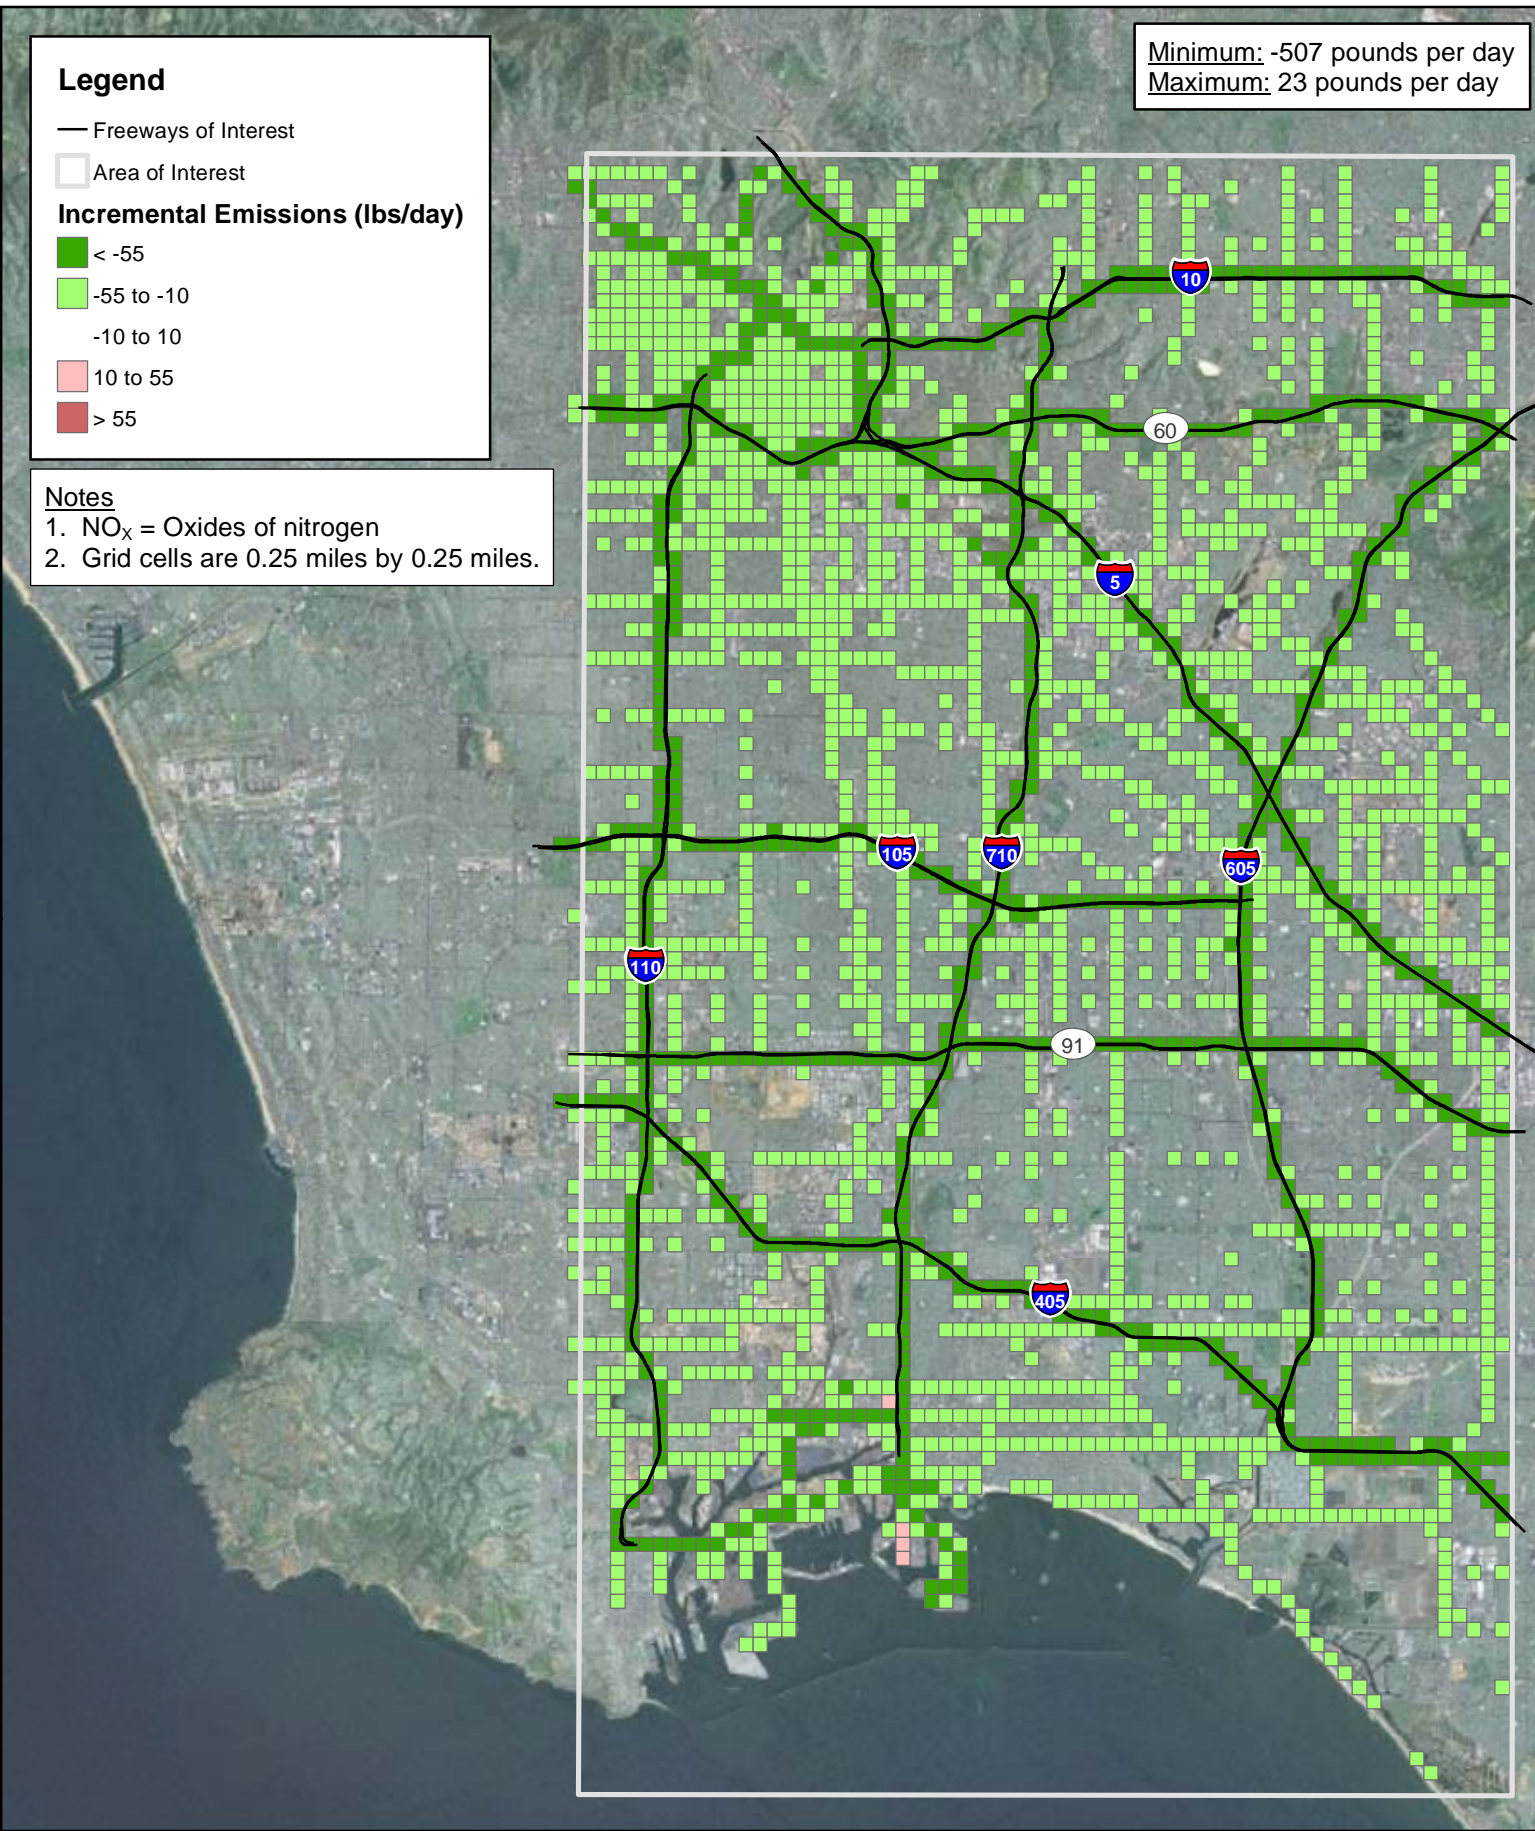 Legend
Freeways of Interest
Area of Interest
Incremental Emissions (lbs/day)
< -55
-55 to -10
-10 to 10
10 to 55
> 55
Notes
1. NOX = Oxides of nitrogen
2. Grid cells are 0.25 miles by 0.25 miles.
Minimum: -507 pounds per day
Maximum: 23 pounds per day
10
60
5
105
710
605
110
91
405